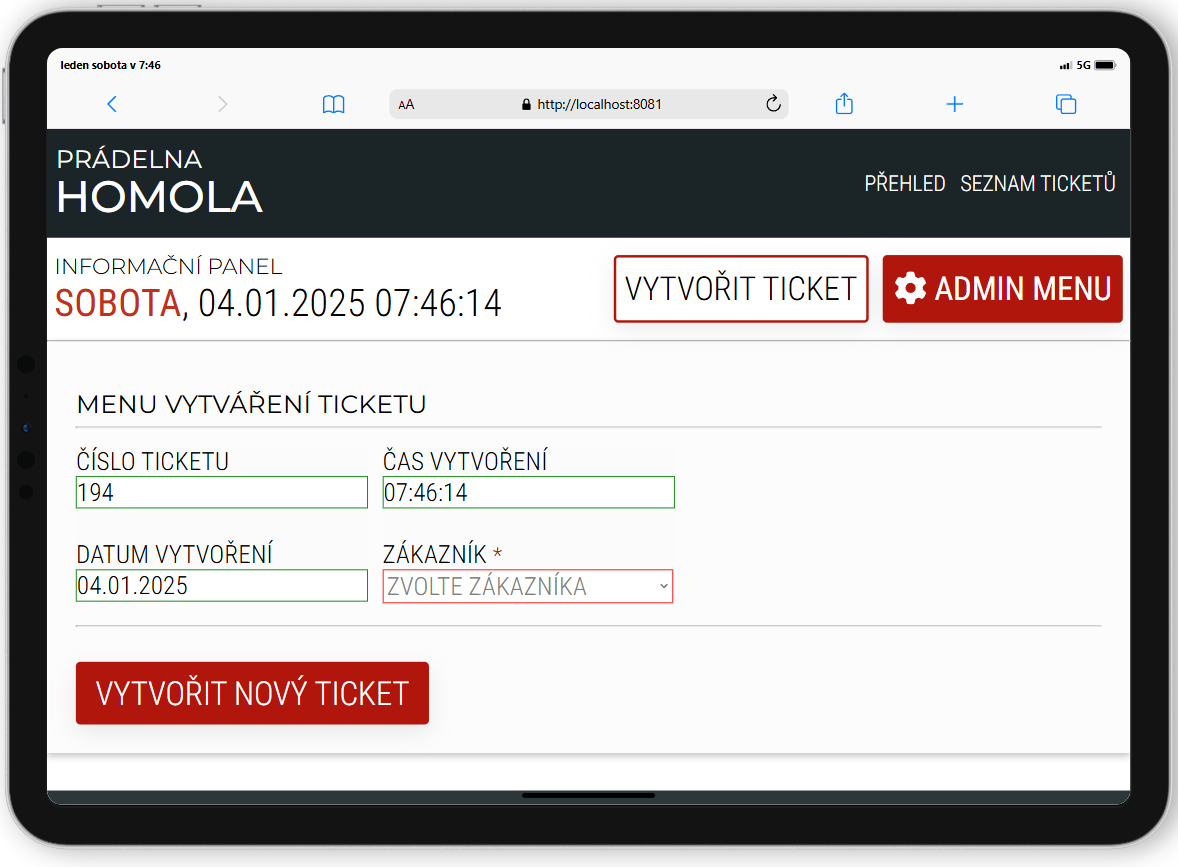 leden sobota v 7:46
5G
AA
http://localhost:8081
PRÁDELNA
HOMOLA
PŘEHLED SEZNAM TICKETŮ
INFORMAČNÍ PANEL
SOBOTA, 04.01.2025 07:46:14
VYTVOŘIT TICKET
ADMIN MENU
MENU VYTVÁŘENÍ TICKETU
ČÍSLO TICKETU
194
ČAS VYTVOŘENÍ
07:46:14
DATUM VYTVOŘENÍ
04.01.2025
ZÁKAZNÍK *
ZVOLTE ZÁKAZNÍKA
VYTVOŘIT NOVÝ TICKET